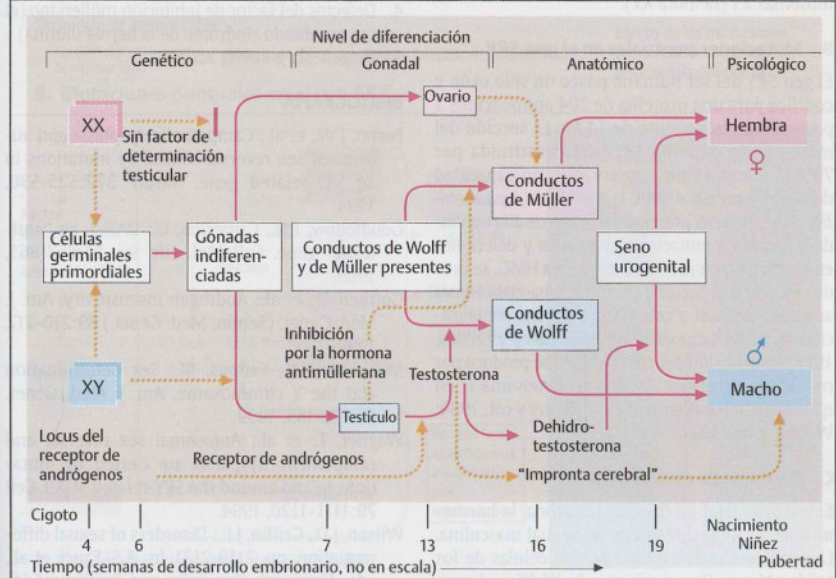 Nivel de diferenciación
Genético
Gonadal
Anatómico
Psicológico
XX
Sin factor de
determinación
testicular
Ovario
Hembra
♀
Conductos
de Müller
Células
germinales
primordiales
Gónadas
indiferen-
ciadas
Conductos de Wolff
y de Müller presentes
Seno
urogenital
Conductos
de Wolff
Inhibición
por la hormona
antimülleriana
Testosterona
XY
Testículo
♂
Macho
Dehidro-
testosterona
Locus del
receptor de
andrógenos
Receptor de andrógenos
"Impronta cerebral"
Cigoto
13
16
19
Nacimiento
Niñez
Pubertad
Tiempo (semanas de desarrollo embrionario, no en escala)